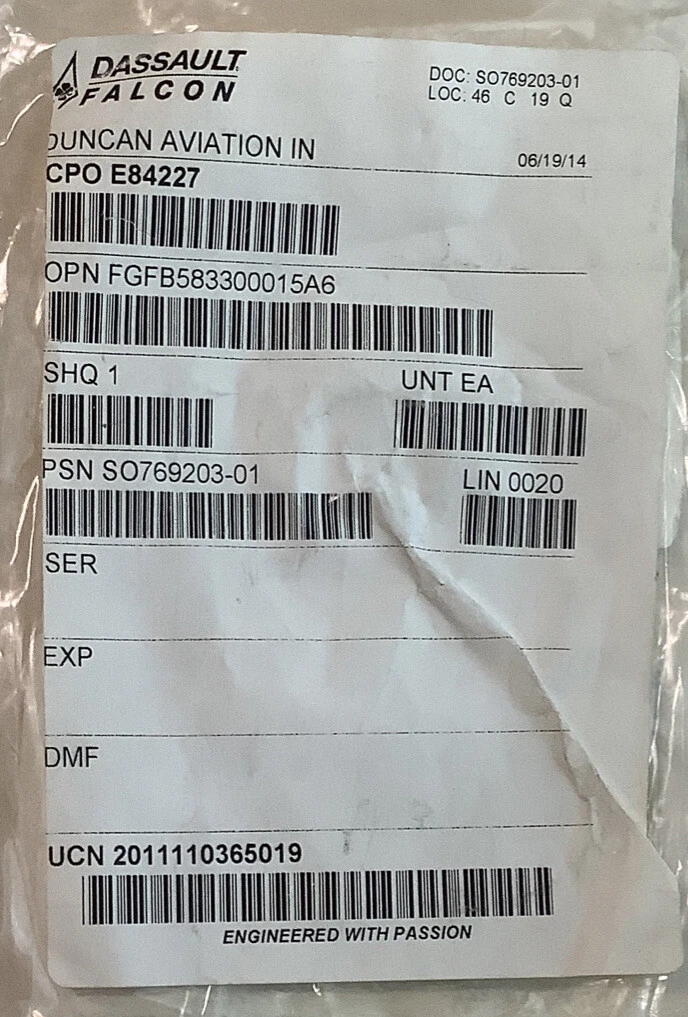 DASSAULT
FALCON
DOC: SO769203-01
LOC: 46 C 19 Q
DUNCAN AVIATION IN
06/19/14
CPO E84227
OPN FGFB583300015A6
SHQ 1
UNT EA
PSN SO769203-01
LIN 0020
SER
EXP
DMF
UCN 2011110365019
ENGINEERED WITH PASSION